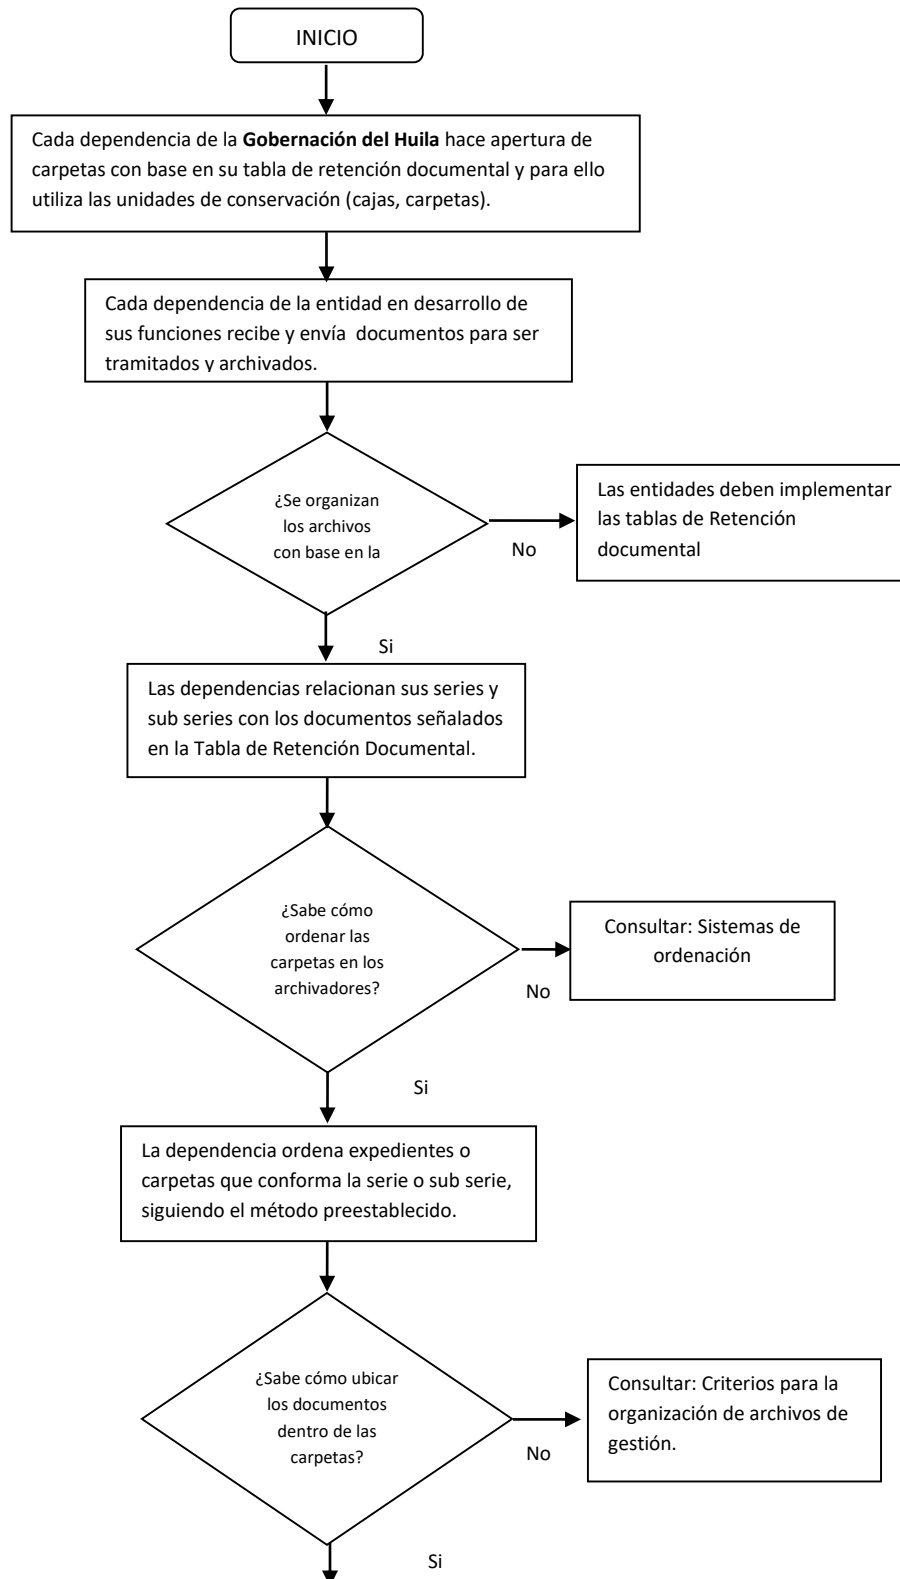 INICIO
Cada dependencia de la Gobernación del Huila hace apertura de
carpetas con base en su tabla de retención documental y para ello
utiliza las unidades de conservación (cajas, carpetas).
Cada dependencia de la entidad en desarrollo de
sus funciones recibe y envía documentos para ser
tramitados y archivados.
¿Se organizan
los archivos
con base en la
No
Las entidades deben implementar
las tablas de Retención
documental
Si
Las dependencias relacionan sus series y
sub series con los documentos señalados
en la Tabla de Retención Documental.
¿Sabe cómo
ordenar las
carpetas en los
archivadores?
No
Consultar: Sistemas de
ordenación
Si
La dependencia ordena expedientes o
carpetas que conforma la serie o sub serie,
siguiendo el método preestablecido.
¿Sabe cómo ubicar
los documentos
dentro de las
carpetas?
No
Consultar: Criterios para la
organización de archivos de
gestión.
Si